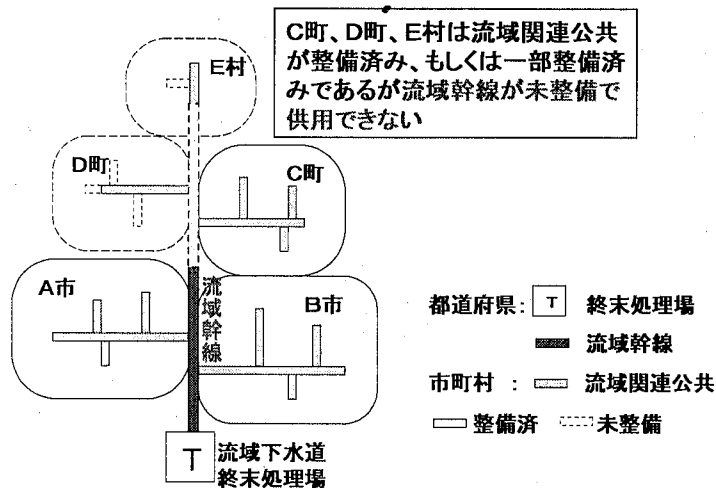 C町、D町、E村は流域関連公共
が整備済み、もしくは一部整備済
みであるが流域幹線が未整備で
供用できない
E村
D町
C町
A市
流域幹線
B市
都道府県: T 終末処理場
流域幹線
市町村 : 流域関連公共
整備済 未整備
T 流域下水道
終末処理場